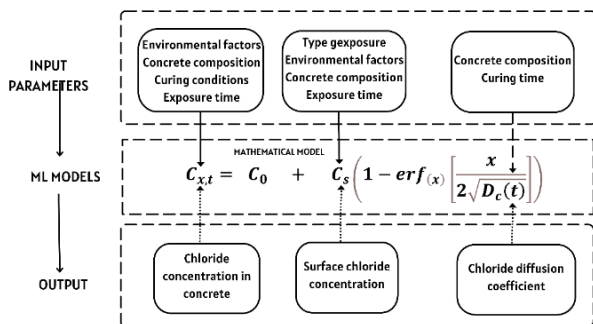 INPUT
PARAMETERS
Environmental factors
Concrete composition
Curing conditions
Exposure time
Type gexposure
Environmental factors
Concrete composition
Exposure time
Concrete composition
Curing time
ML MODELS
MATHEMATICAL MODEL
C_{x,t} = C_0 + C_s(1 − erf_{(x)}[x / 2√D_c(t)])
OUTPUT
Chloride
concentration in
concrete
Surface chloride
concentration
Chloride diffusion
coefficient